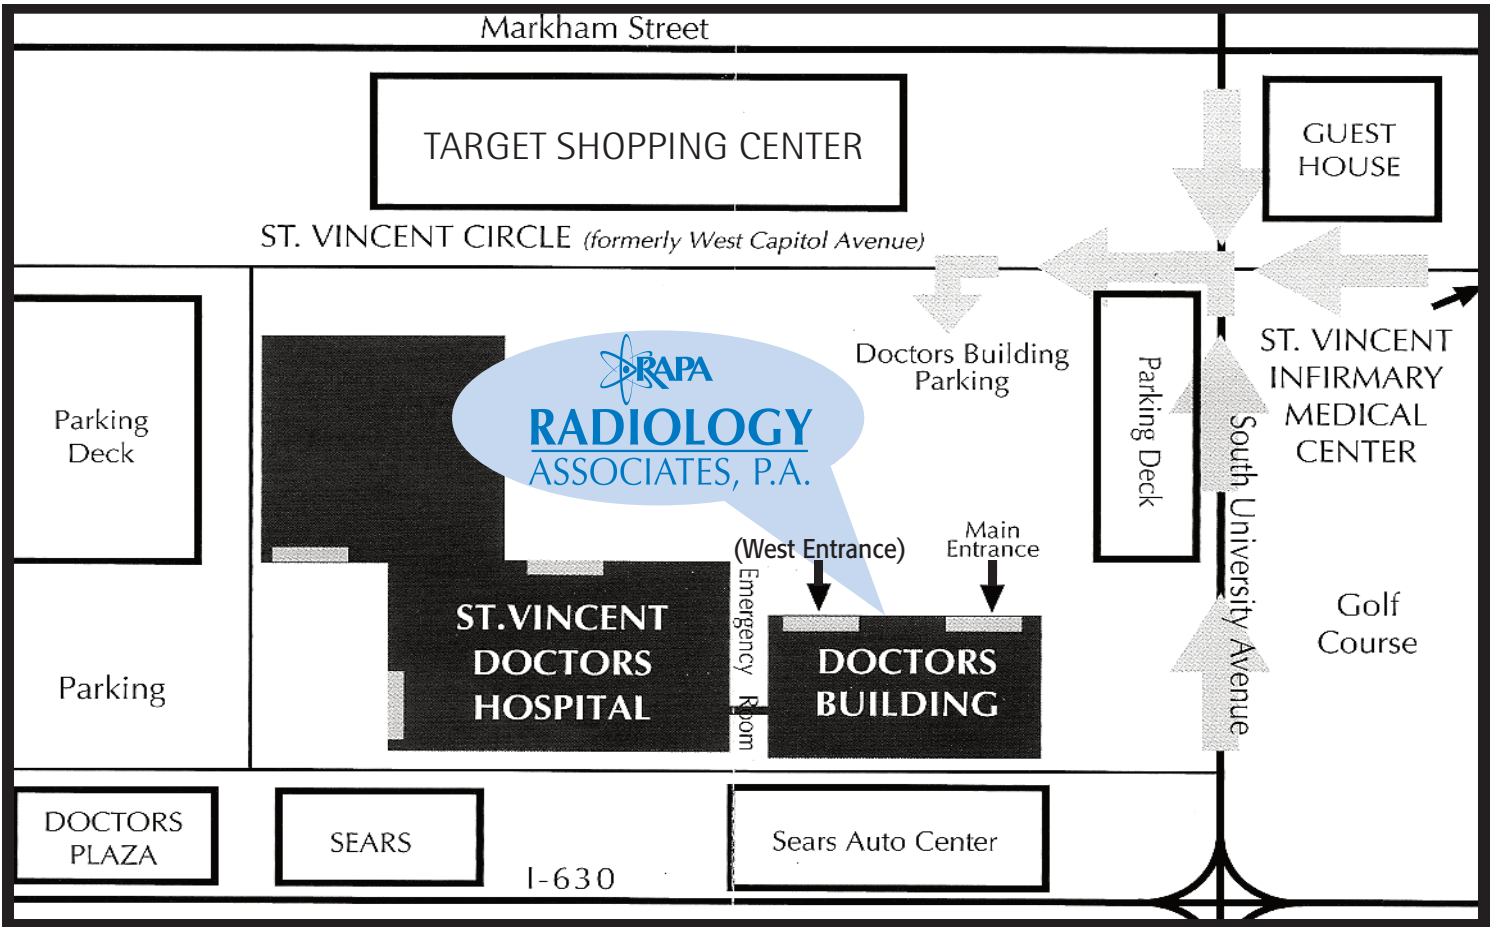 Markham Street
TARGET SHOPPING CENTER
GUEST
HOUSE
ST. VINCENT CIRCLE (formerly West Capitol Avenue)
Parking
Deck
RAPA
RADIOLOGY
ASSOCIATES, P.A.
Doctors Building
Parking
Parking Deck
ST. VINCENT
INFIRMARY
MEDICAL
CENTER
South University Avenue
(West Entrance)
Main
Entrance
Emergency Room
Golf
Course
Parking
ST.VINCENT
DOCTORS
HOSPITAL
DOCTORS
BUILDING
DOCTORS
PLAZA
SEARS
Sears Auto Center
I-630